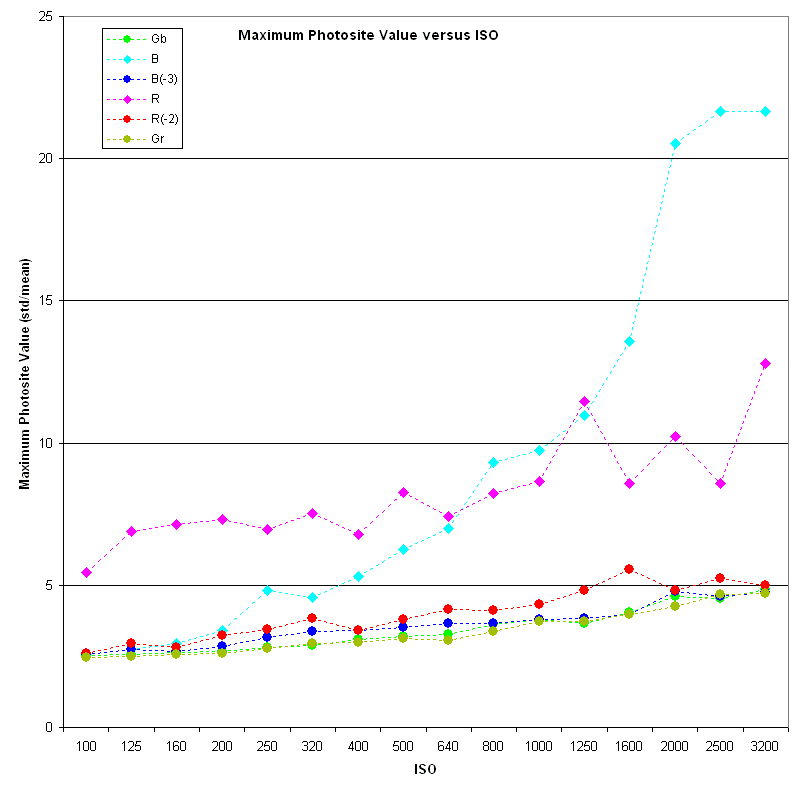 Maximum Photosite Value versus ISO
Gb
B
B(-3)
R
R(-2)
Gr
Maximum Photosite Value (std/mean)
25
20
15
10
5
0
100 125 160 200 250 320 400 500 640 800 1000 1250 1600 2000 2500 3200
ISO